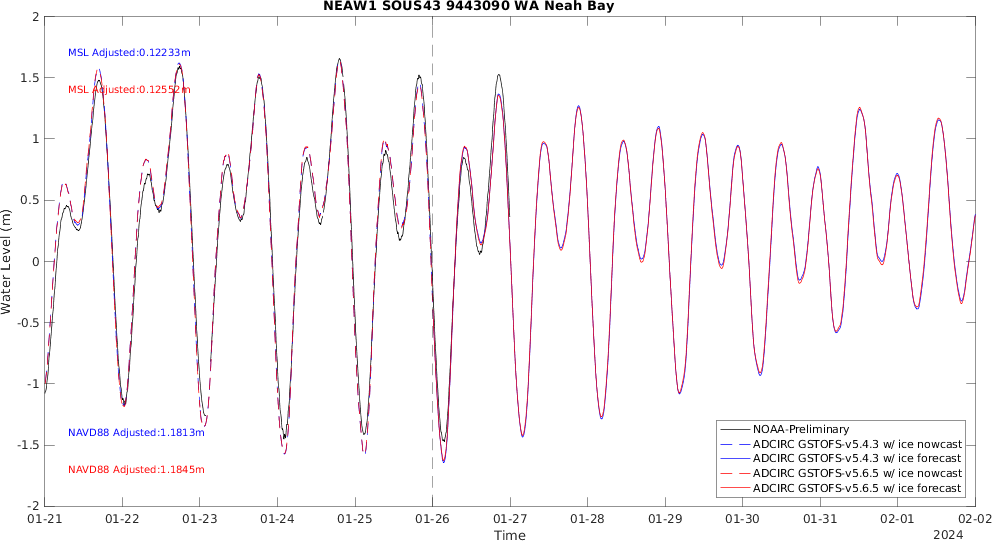 NEAW1 SOUS43 9443090 WA Neah Bay
2
1.5
1
0.5
0
-0.5
-1
-1.5
-2
Water Level (m)
MSL Adjusted:0.12233m
MSL Adjusted:0.12552m
NAVD88 Adjusted:1.1813m
NAVD88 Adjusted:1.1845m
NOAA-Preliminary
ADCIRC GSTOFS-v5.4.3 w/ ice nowcast
ADCIRC GSTOFS-v5.4.3 w/ ice forecast
ADCIRC GSTOFS-v5.6.5 w/ ice nowcast
ADCIRC GSTOFS-v5.6.5 w/ ice forecast
01-21 01-22 01-23 01-24 01-25 01-26 01-27 01-28 01-29 01-30 01-31 02-01 02-02
Time
2024